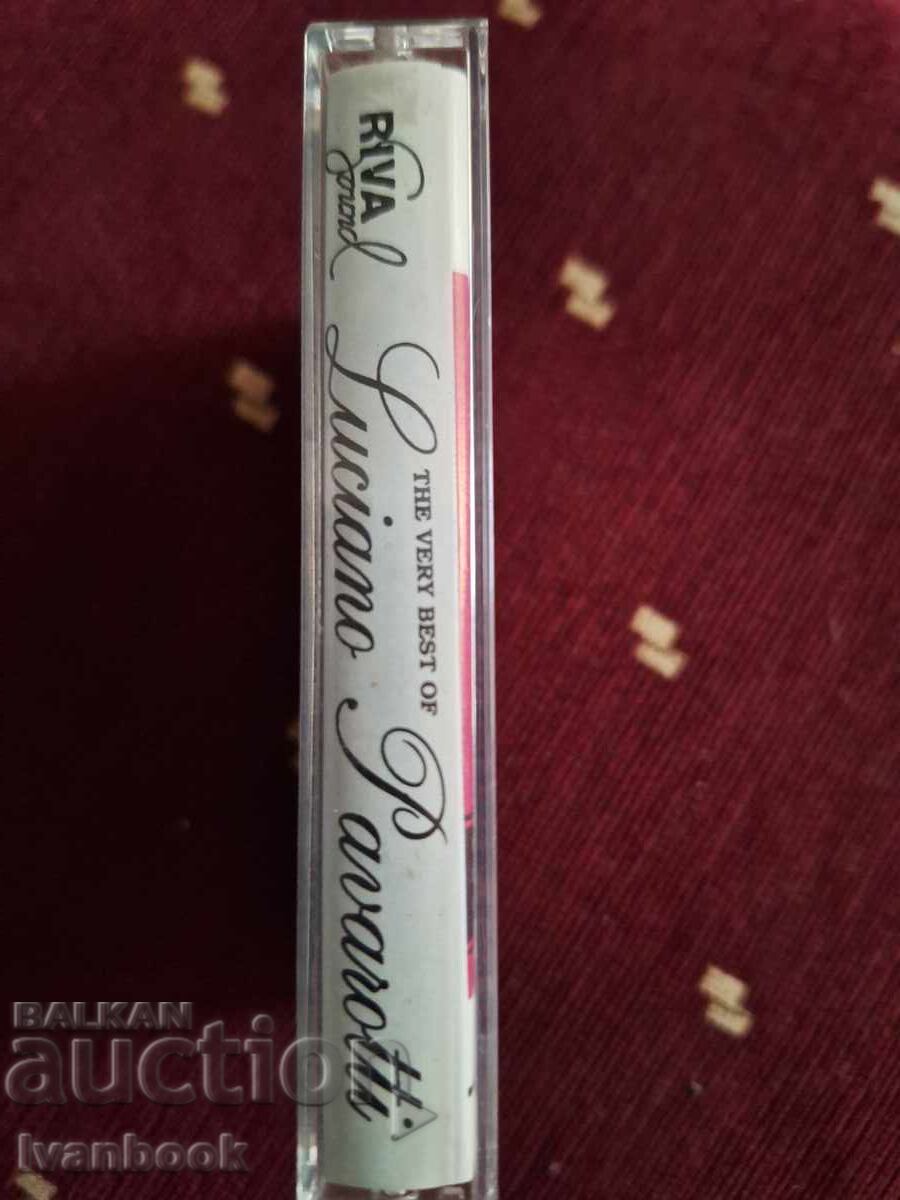 RIVA
sound
THE VERY BEST OF
Luciano Pavarotti
BALKAN
auction
Ivanbook